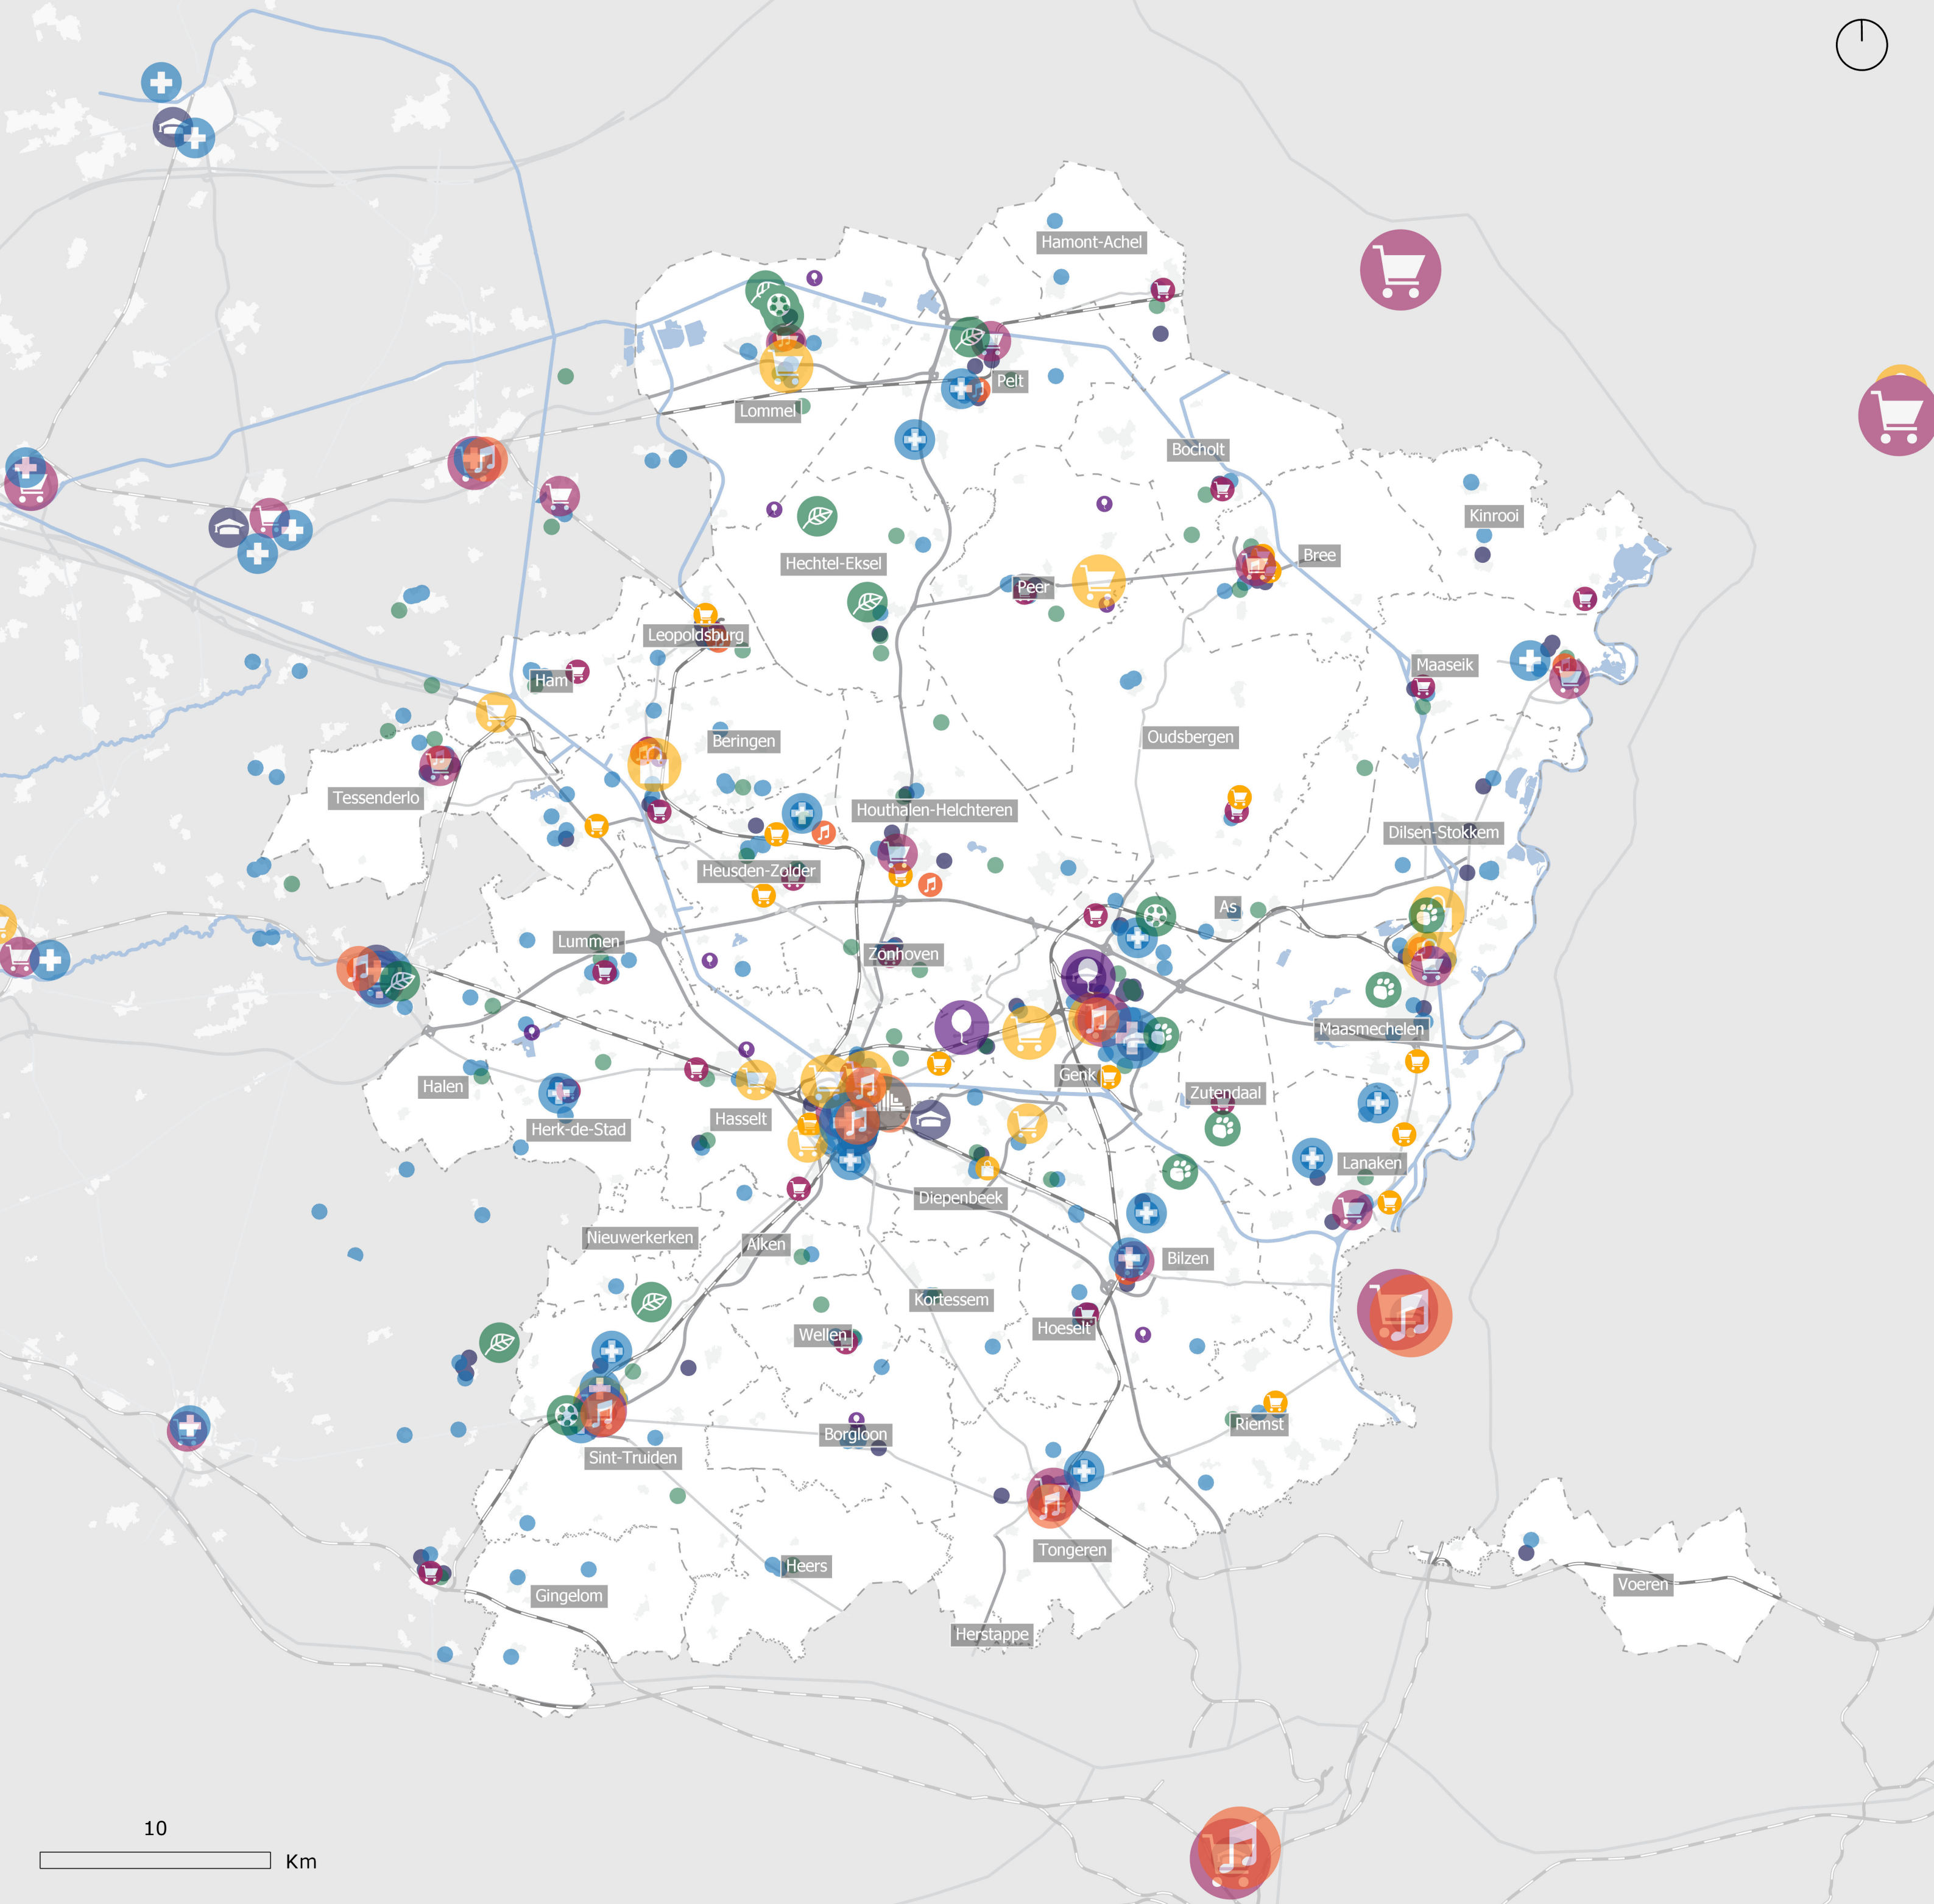 Hamont-Achel
Pelt
Lommel
Bocholt
Kinrooi
Bree
Hechtel-Eksel
Peer
Leopoldsburg
Maaseik
Ham
Oudsbergen
Beringen
Tessenderlo
Houthalen-Helchteren
Dilsen-Stokkem
Heusden-Zolder
As
Lummen
Zonhoven
Maasmechelen
Genk
Halen
Zutendaal
Hasselt
Herk-de-Stad
Lanaken
Diepenbeek
Nieuwerkerken
Alken
Bilzen
Kortessem
Hoeselt
Wellen
Riemst
Borgloon
Sint-Truiden
Tongeren
Heers
Voeren
Gingelom
Herstappe
10
Km